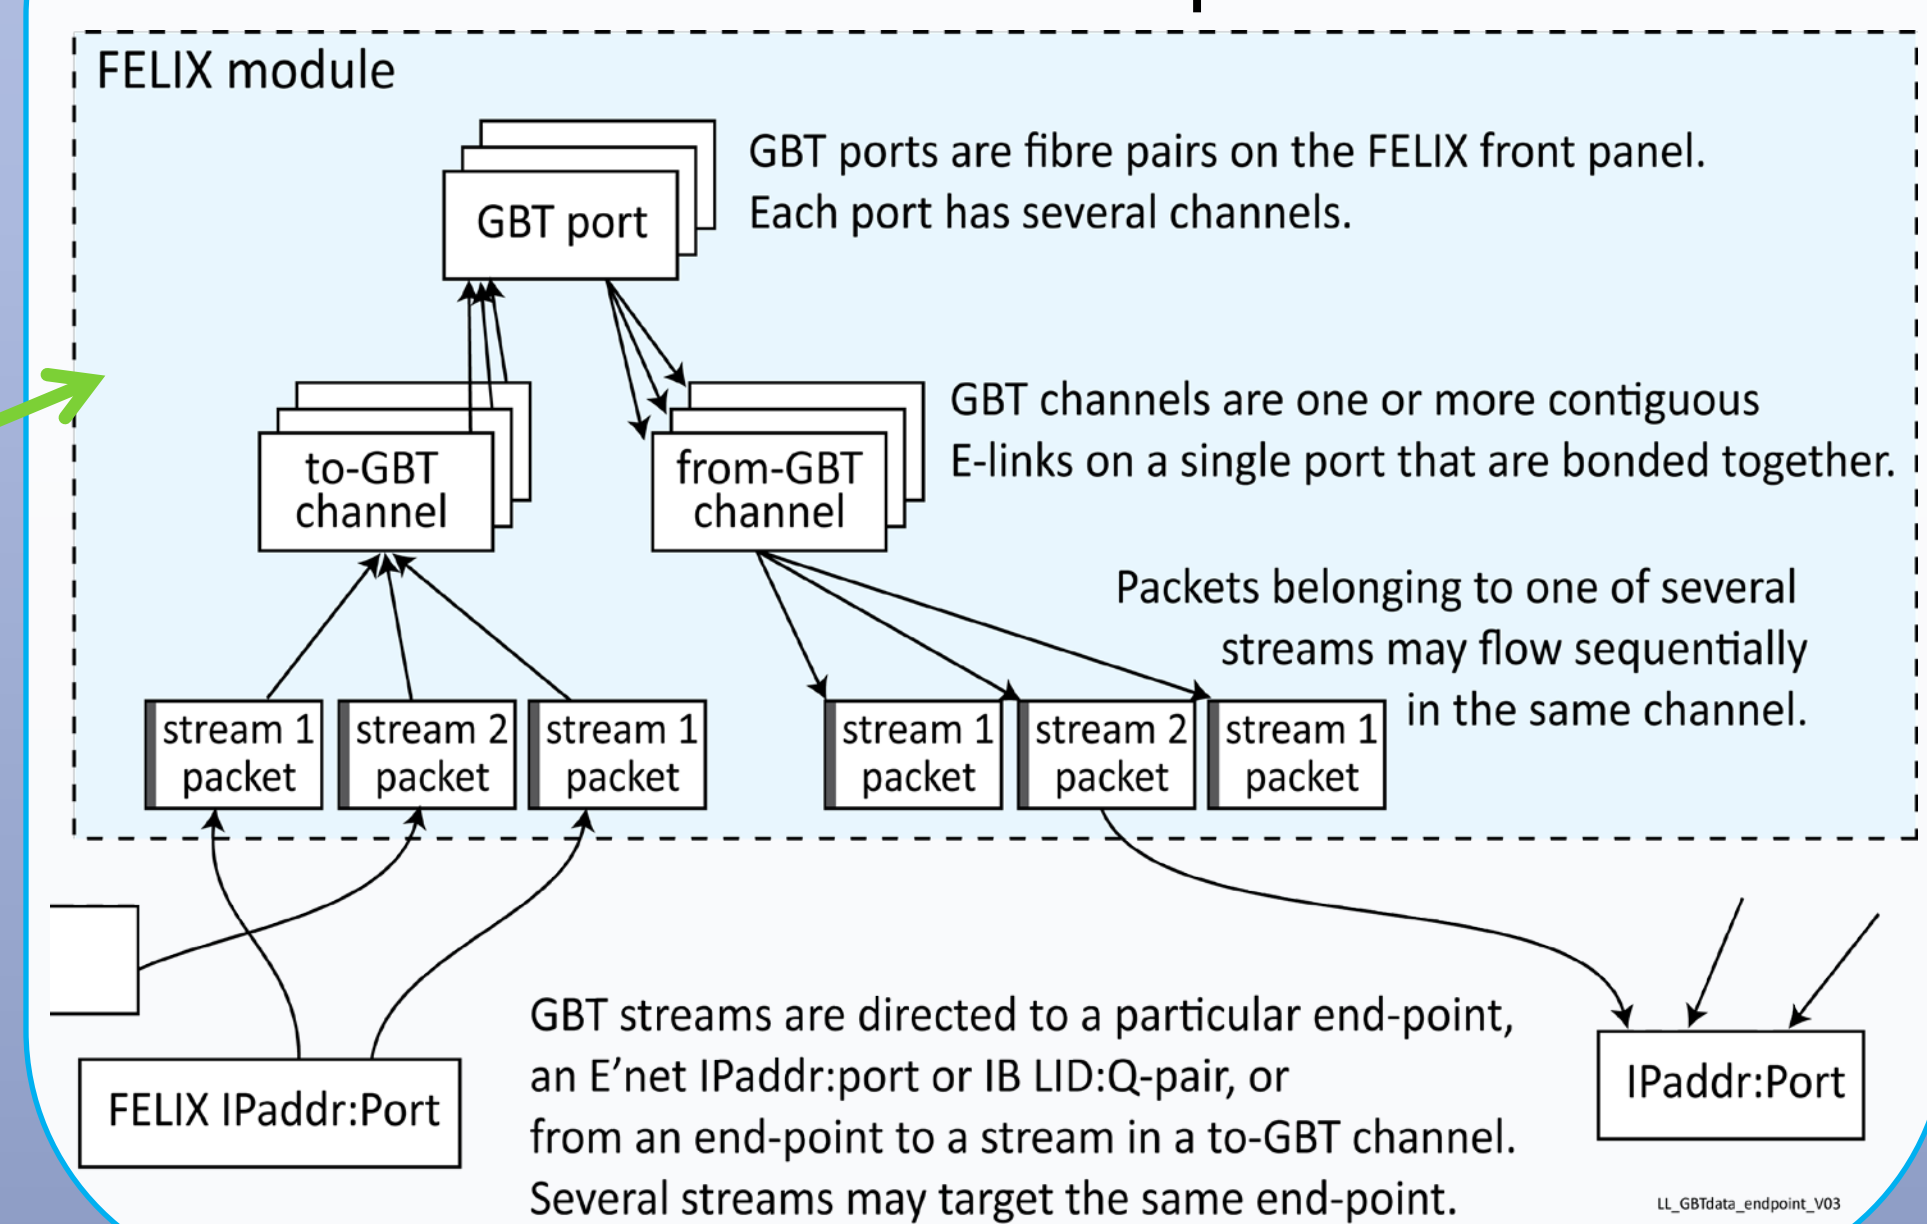 FELIX module
GBT port
GBT ports are fibre pairs on the FELIX front panel.
Each port has several channels.
to-GBT
channel
from-GBT
channel
GBT channels are one or more contiguous
E-links on a single port that are bonded together.
Packets belonging to one of several
streams may flow sequentially
in the same channel.
stream 1
packet
stream 2
packet
stream 1
packet
stream 1
packet
stream 2
packet
stream 1
packet
FELIX IPaddr:Port
GBT streams are directed to a particular end-point,
an E’net IPaddr:port or IB LID:Q-pair, or
from an end-point to a stream in a to-GBT channel.
Several streams may target the same end-point.
IPaddr:Port
LL_GBTdata_endpoint_V03